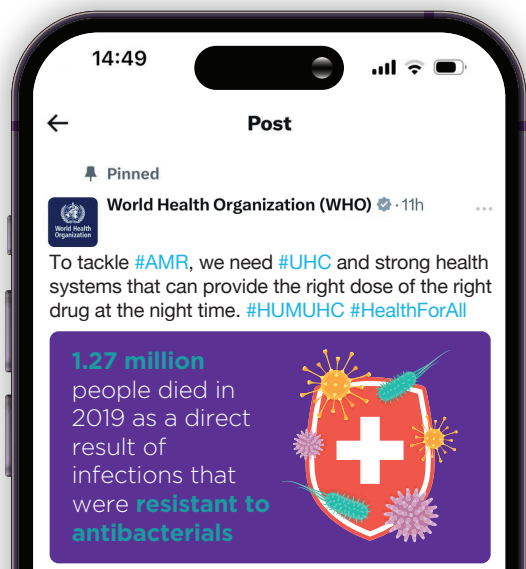 14:49
Post
Pinned
World Health Organization (WHO) · 11h ...
World Health
Organization
To tackle #AMR, we need #UHC and strong health
systems that can provide the right dose of the right
drug at the night time. #HUMUHC #HealthForAll
1.27 million
people died in
2019 as a direct
result of
infections that
were resistant to
antibacterials